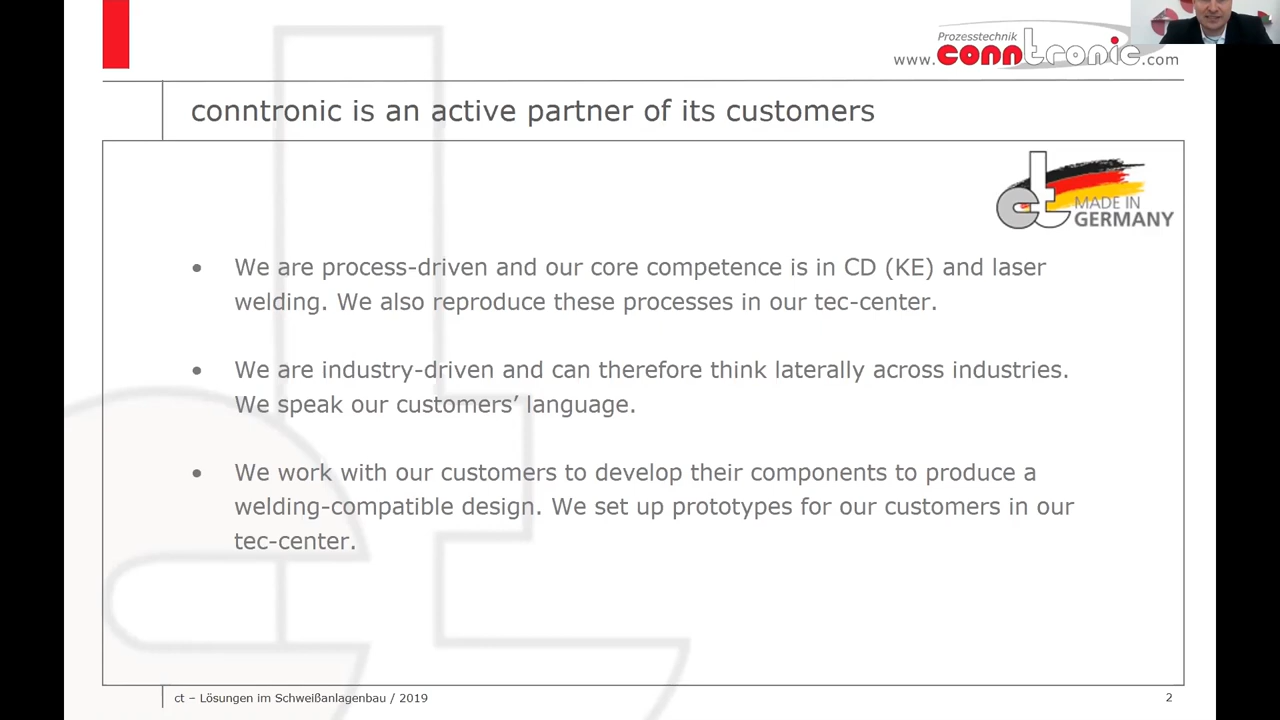 Prozesstechnik
www.conntronic.com
conntronic is an active partner of its customers
ct
MADE IN
GERMANY
• We are process-driven and our core competence is in CD (KE) and laser
welding. We also reproduce these processes in our tec-center.
• We are industry-driven and can therefore think laterally across industries.
We speak our customers’ language.
• We work with our customers to develop their components to produce a
welding-compatible design. We set up prototypes for our customers in our
tec-center.
ct – Lösungen im Schweißanlagenbau / 2019
2